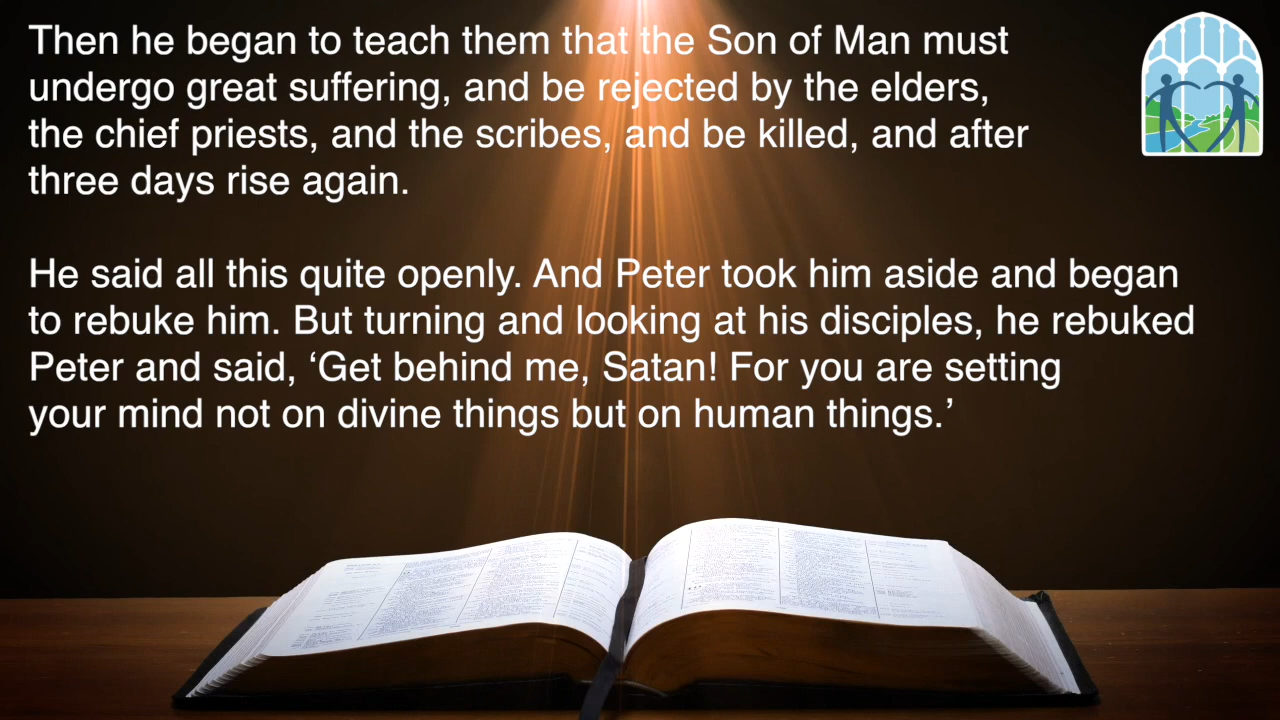 Then he began to teach them that the Son of Man must
undergo great suffering, and be rejected by the elders,
the chief priests, and the scribes, and be killed, and after
three days rise again.
He said all this quite openly. And Peter took him aside and began
to rebuke him. But turning and looking at his disciples, he rebuked
Peter and said, ‘Get behind me, Satan! For you are setting
your mind not on divine things but on human things.’